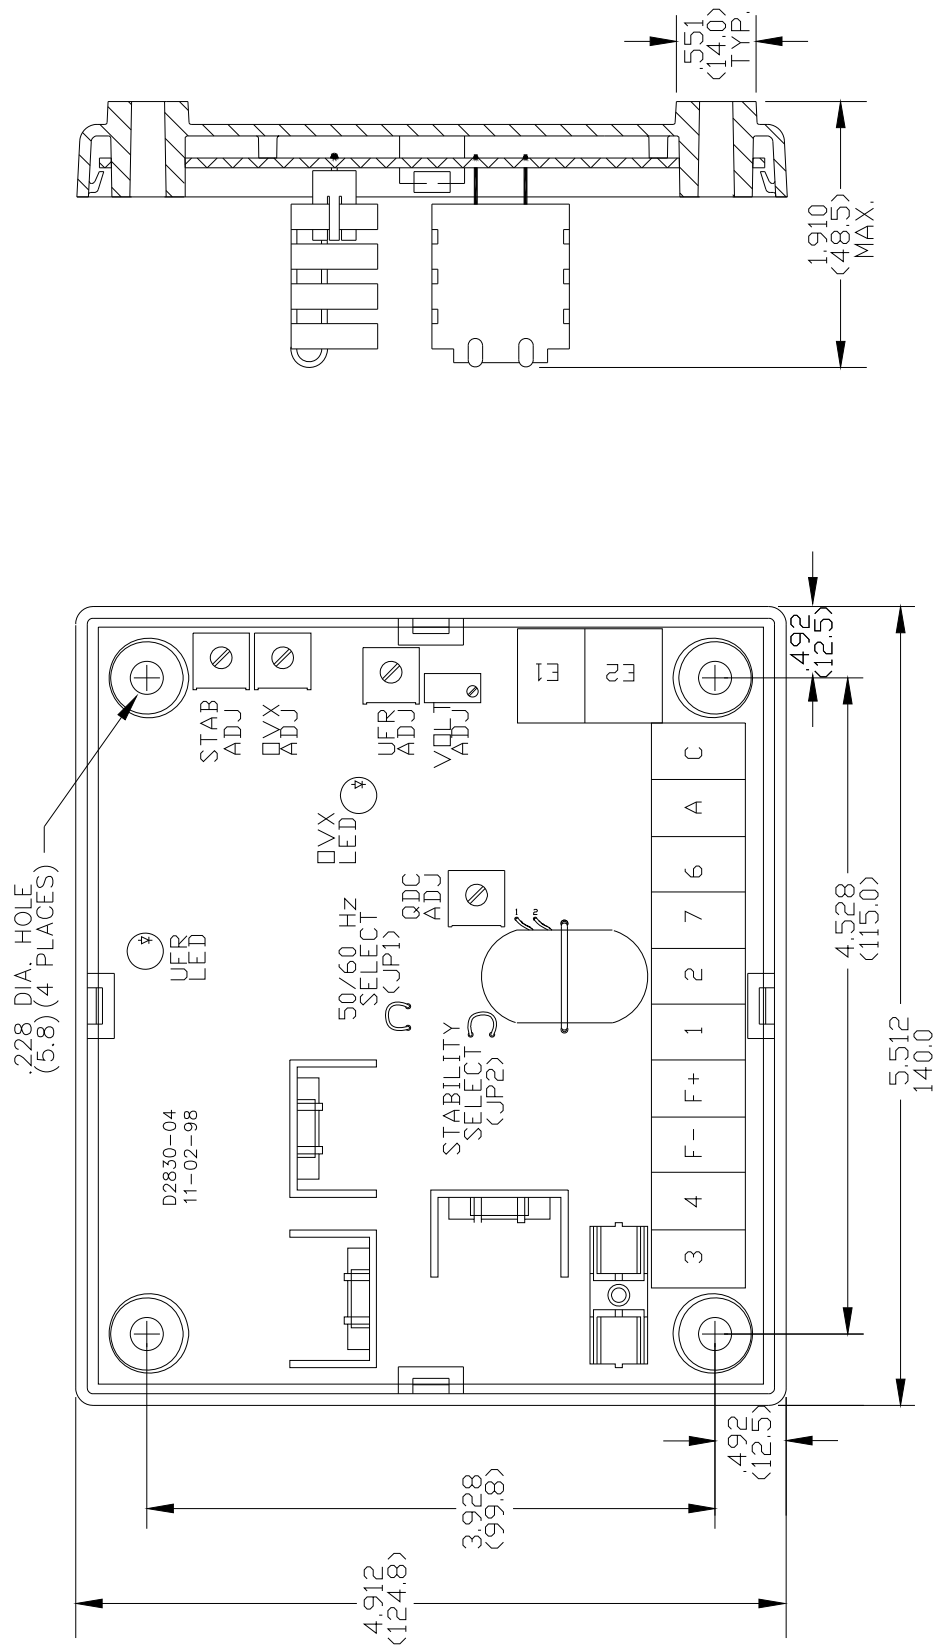 .551
(14.0)
TYP.
1.910
(48.5)
MAX.
.492
(12.5)
.228 DIA. HOLE
(5.8) (4 PLACES)
STAB
ADJ
OVX
ADJ
UFR
ADJ
VOLT
ADJ
E1
E2
OVX
LED
UFR
LED
QDC
ADJ
1
2
50/60 Hz
SELECT
(JP1)
STABILITY
SELECT
(JP2)
D2830-04
11-02-98
C
A
6
7
2
1
F+
F-
4
3
4.528
(115.0)
5.512
140.0
.492
(12.5)
3.928
(99.8)
4.912
(124.8)